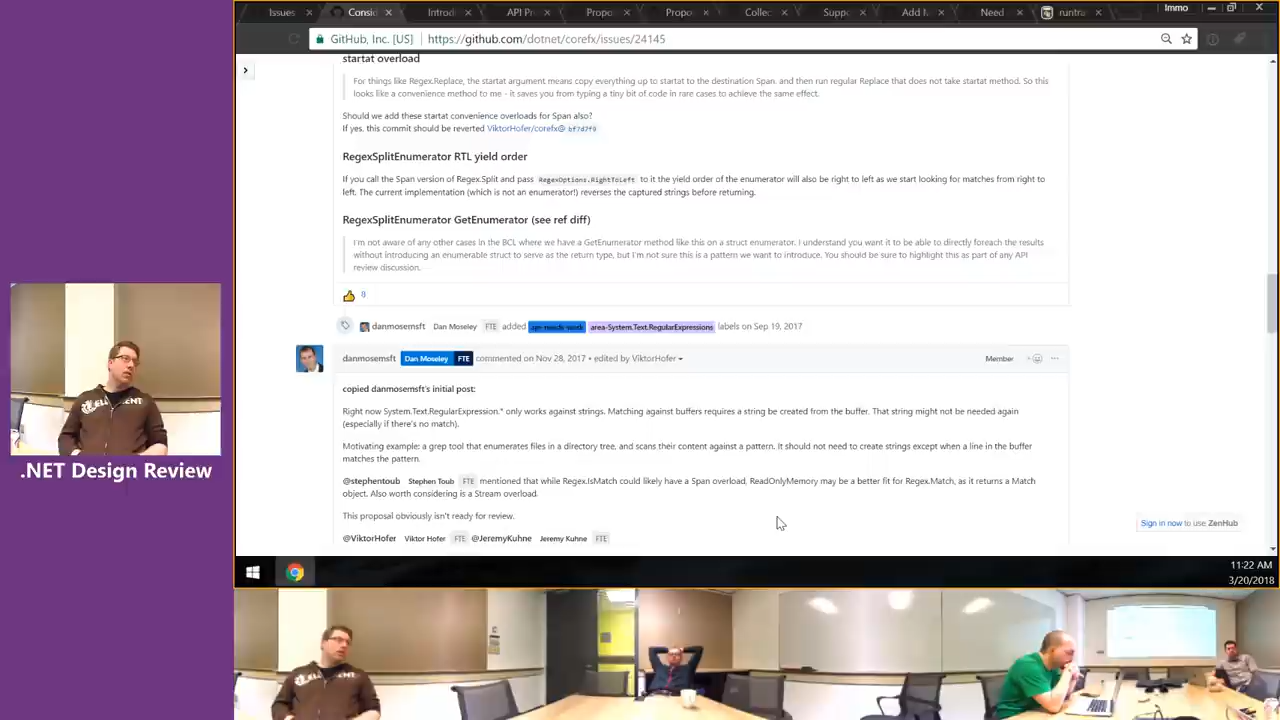 Issues
Consid
Introd
API Pr
Propo
Propo
Collec
Suppo
Add N
Need
runtra
Immo
GitHub, Inc. [US]
https://github.com/dotnet/corefx/issues/24145
startat overload
For things like Regex.Replace, the startat argument means copy everything up to startat to the destination Span. and then run regular Replace that does not take startat method. So this
looks like a convenience method to me - it saves you from typing a tiny bit of code in rare cases to achieve the same effect.
Should we add these startat convenience overloads for Span also?
If yes, this commit should be reverted ViktorHofer/corefx@
RegexSplitEnumerator RTL yield order
If you call the Span version of Regex.Split and pass RegexOptions.RightToLeft to it the yield order of the enumerator will also be right to left as we start looking for matches from right to
left. The current implementation (which is not an enumerator!) reverses the captured strings before returning.
RegexSplitEnumerator GetEnumerator (see ref diff)
I'm not aware of any other cases in the BCL where we have a GetEnumerator method like this on a struct enumerator. I understand you want it to be able to directly foreach the results
without introducing an enumerable struct to serve as the return type, but I'm not sure this is a pattern we want to introduce. You should be sure to highlight this as part of any API
review discussion.
danmosemsft Dan Moseley FTE added api-needs-work area-System.Text.RegularExpressions labels on Sep 19, 2017
danmosemsft Dan Moseley FTE commented on Nov 28, 2017 • edited by ViktorHofer
Member
copied danmosemsft's initial post:
Right now System.Text.RegularExpression.* only works against strings. Matching against buffers requires a string be created from the buffer. That string might not be needed again
(especially if there's no match).
Motivating example: a grep tool that enumerates files in a directory tree, and scans their content against a pattern. It should not need to create strings except when a line in the buffer
matches the pattern.
@stephentoub Stephen Toub FTE mentioned that while Regex.IsMatch could likely have a Span overload, ReadOnlyMemory may be a better fit for Regex.Match, as it returns a Match
object. Also worth considering is a Stream overload.
This proposal obviously isn't ready for review.
@ViktorHofer Viktor Hofer FTE @JeremyKuhne Jeremy Kuhne FTE
Sign in now to use ZenHub
.NET Design Review
11:22 AM
3/20/2018